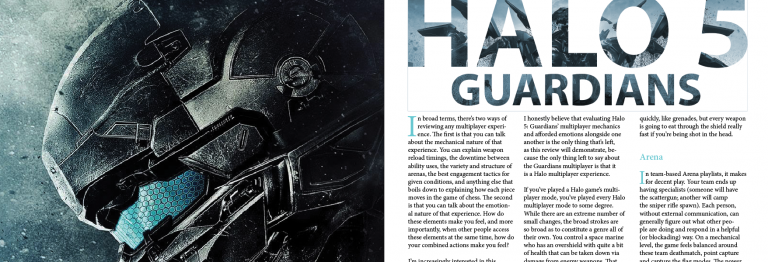 HALO 5
GUARDIANS
In broad terms, there's two ways of
reviewing any multiplayer experi-
ence. The first is that you can talk
about the mechanical nature of that
experience. You can explain weapon
reload timings, the downtime between
ability uses, the variety and structure of
arenas, the best engagement tactics for
given conditions, and anything else that
boils down to explaining how each piece
moves in the game of chess. The second
is that you can talk about the emotion-
al nature of that experience. How do
these elements make you feel, and more
importantly, when other people access
these elements at the same time, how do
your combined actions make you feel?
I'm increasingly interested in this
I honestly believe that evaluating Halo
5: Guardians' multiplayer mechanics
and afforded emotions alongside one
another is the only thing that's left,
as this review will demonstrate, be-
cause the only thing left to say about
the Guardians multiplayer is that it
is a Halo multiplayer experience.
If you've played a Halo game's multi-
player mode, you've played every Halo
multiplayer mode to some degree.
While there are an extreme number of
small changes, the broad strokes are
so broad as to constitute a genre all of
their own. You control a space marine
who has an overshield with quite a bit
of health that can be taken down via
damage from enemy weapons. That
quickly, like grenades, but every weapon
is going to eat through the shield really
fast if you're being shot in the head.
Arena
In team-based Arena playlists, it makes
for decent play. Your team ends up
having specialists (someone will have
the scattergun; another will camp
the sniper rifle spawn). Each person,
without external communication, can
generally figure out what other peo-
ple are doing and respond in a helpful
(or blockading) way. On a mechanical
level, the game feels balanced around
these team deathmatch, point capture
and capture the flag modes. The newest